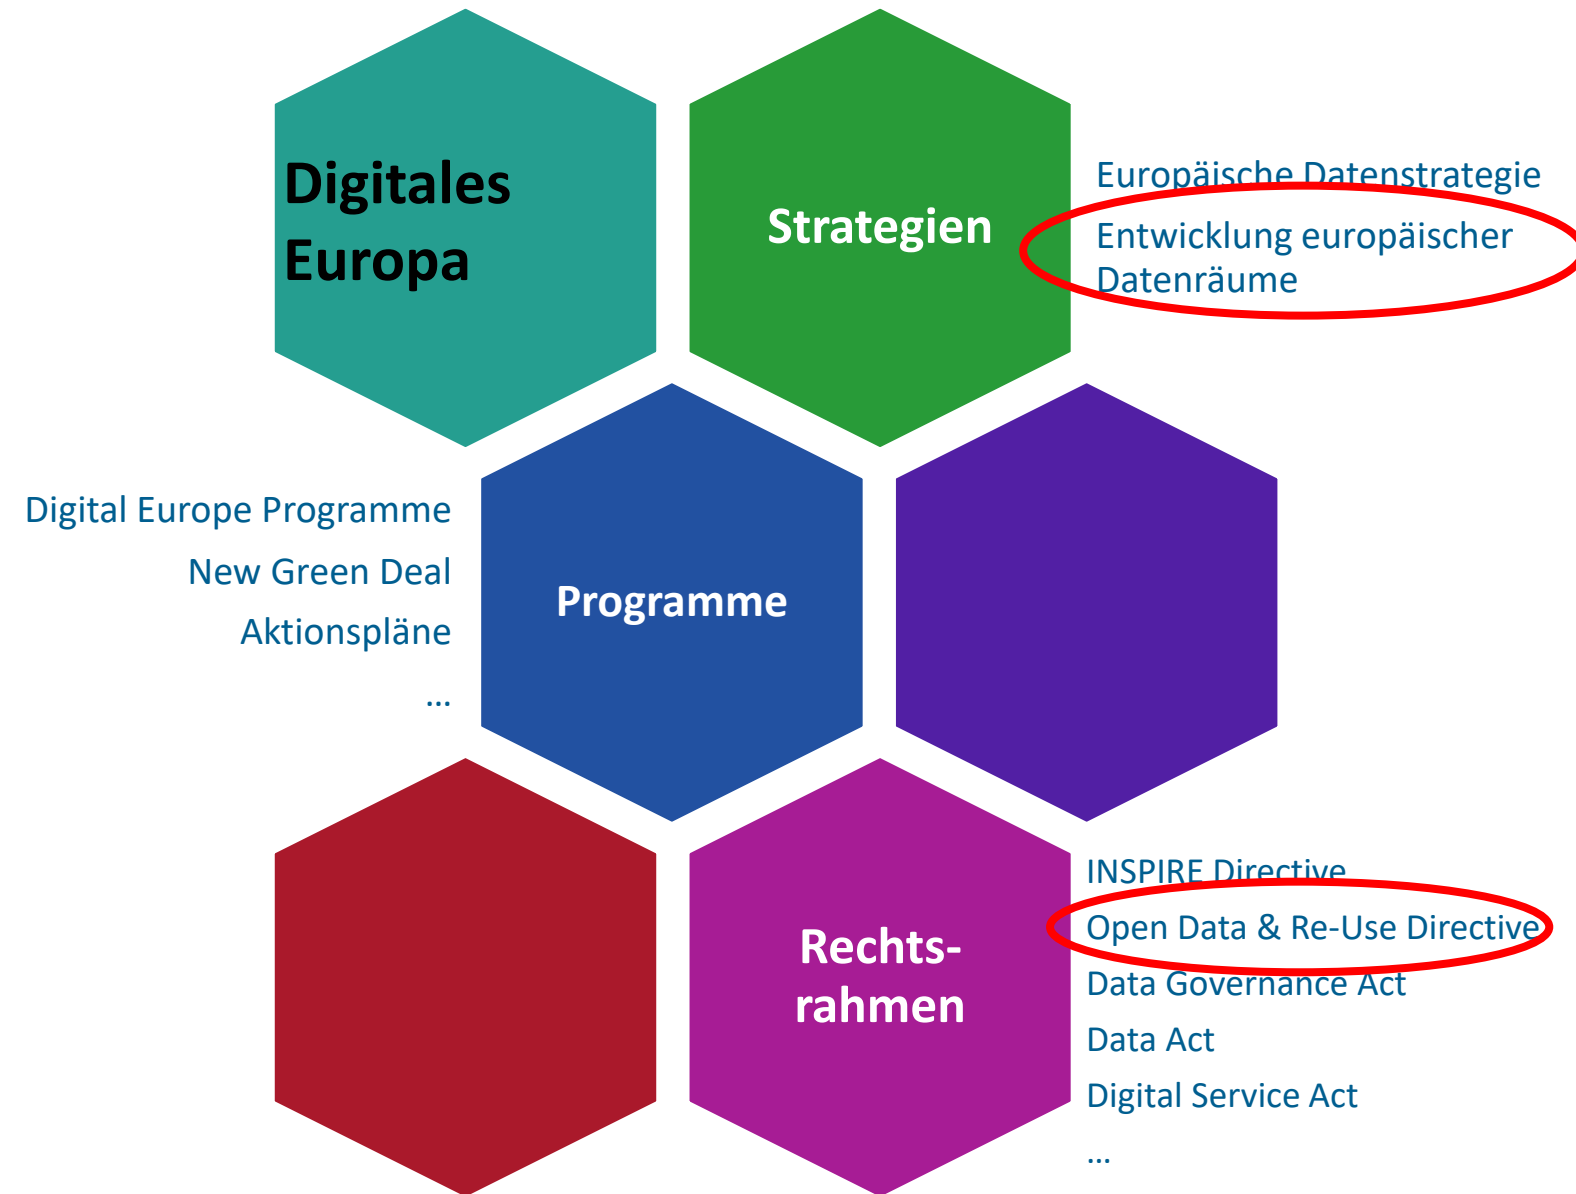 Digitales
Europa
Strategien
Europäische Datenstrategie
Entwicklung europäischer
Datenräume
Digital Europe Programme
New Green Deal
Aktionspläne
...
Programme
Rechts-
rahmen
INSPIRE Directive
Open Data & Re-Use Directive
Data Governance Act
Data Act
Digital Service Act
...